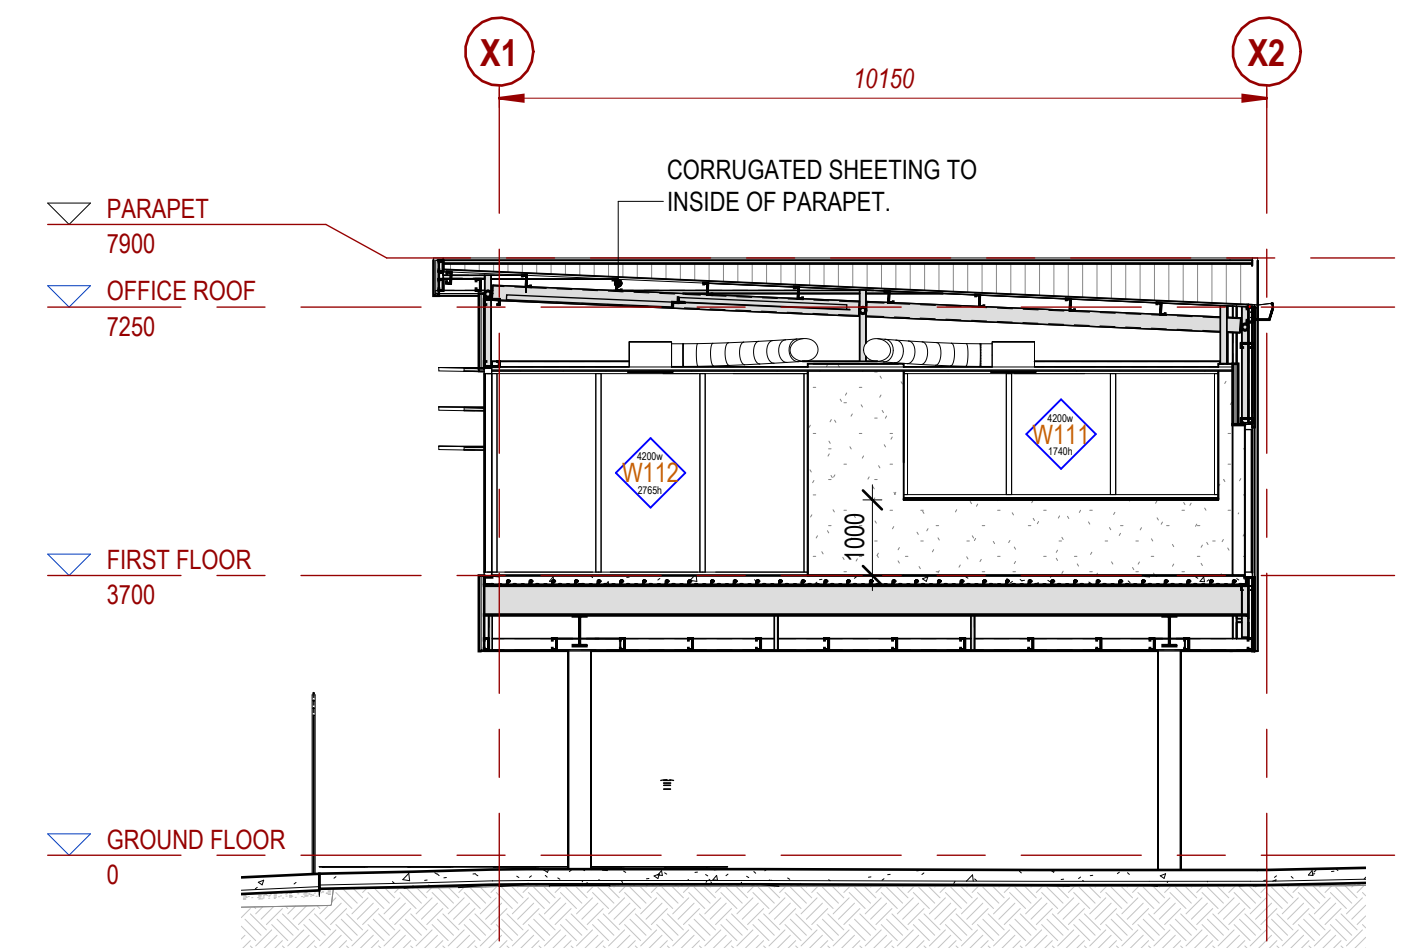 X1
X2
10150
CORRUGATED SHEETING TO
INSIDE OF PARAPET.
PARAPET
7900
OFFICE ROOF
7250
4200w
W111
1740h
4200w
W112
2765h
1000
FIRST FLOOR
3700
GROUND FLOOR
0